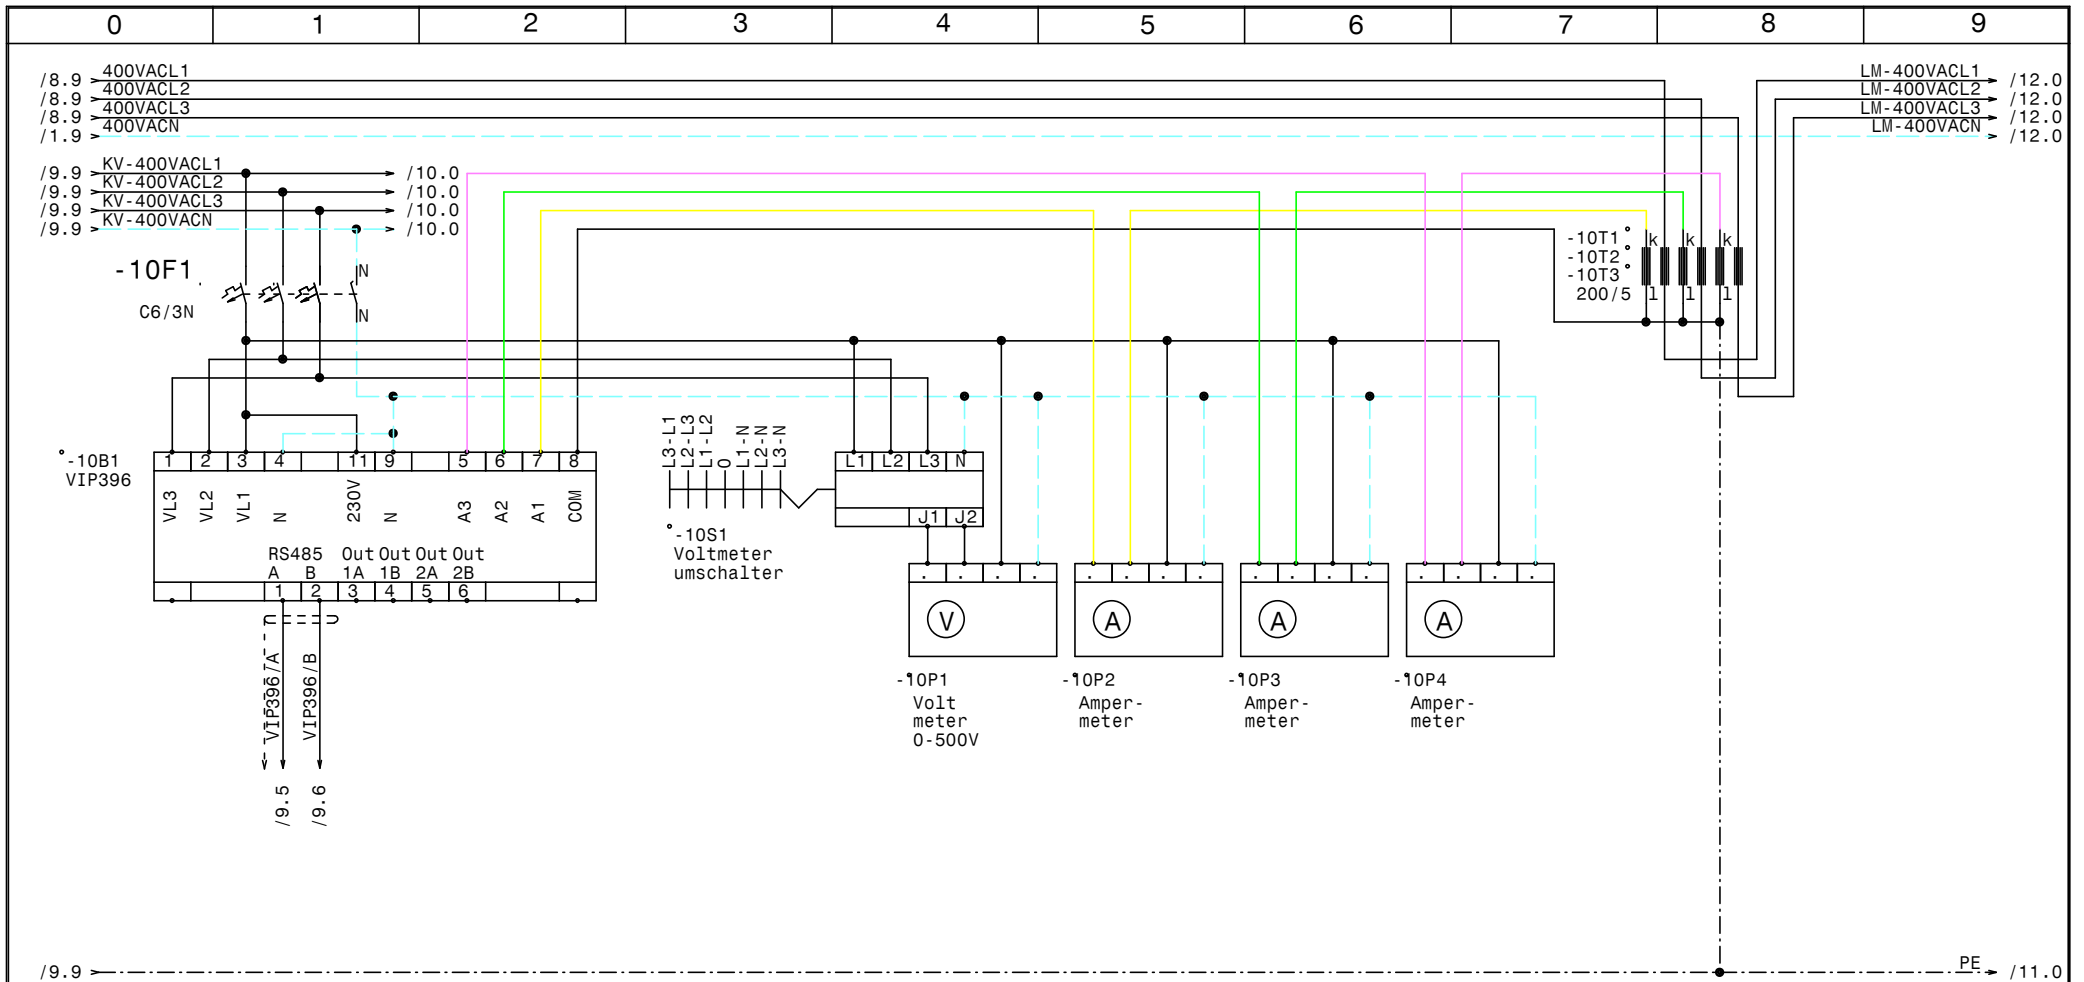 0 1 2 3 4 5 6 7 8 9
/8.9 400VACL1 LM-400VACL1 /12.0
/8.9 400VACL2 LM-400VACL2 /12.0
/8.9 400VACL3 LM-400VACL3 /12.0
/1.9 400VACN LM-400VACN /12.0
/9.9 KV-400VACL1 /10.0
/9.9 KV-400VACL2 /10.0
/9.9 KV-400VACL3 /10.0
/9.9 KV-400VACN /10.0
-10T1 k k k
-10T2
-10T3
200/5 l l l
-10F1 N
C6/3N N
L3-L1
L2-L3
L1-L2
0
L1-N
L2-N
L3-N
-10B1
VIP396
1 2 3 4 11 9 5 6 7 8
VL3 VL2 VL1 N 230V N A3 A2 A1 COM
RS485 Out Out Out Out
A B 1A 1B 2A 2B
1 2 3 4 5 6
L1 L2 L3 N
J1 J2
-10S1
Voltmeter
umschalter
. . . . . . . . . . . . . . . .
V A A A
VIP396/A
VIP396/B
/9.5
/9.6
-10P1
Volt
meter
0-500V
-10P2
Amper-
meter
-10P3
Amper-
meter
-10P4
Amper-
meter
/9.9 PE /11.0